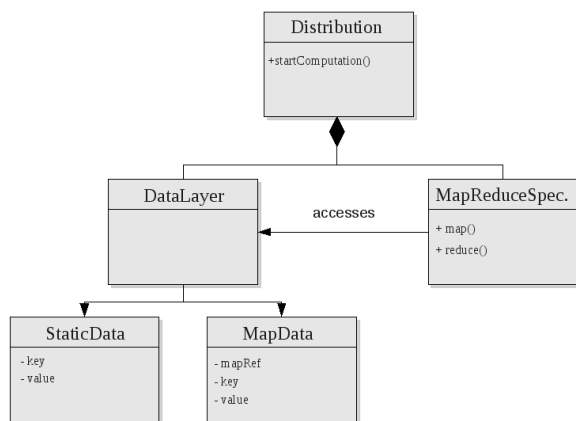 Distribution
+startComputation()
DataLayer
MapReduceSpec.
+ map()
+ reduce()
accesses
StaticData
- key
- value
MapData
- mapRef
- key
- value